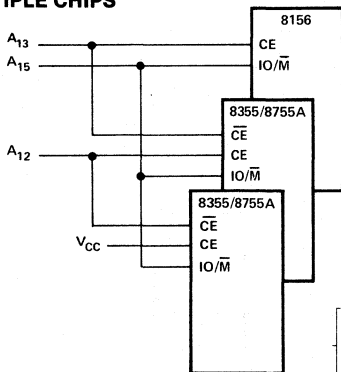 IPLE CHIPS
8156
A13
CE
A15
IO/M̅
8355/8755A
C̅E̅
A12
CE
IO/M̅
8355/8755A
C̅E̅
VCC
CE
IO/M̅